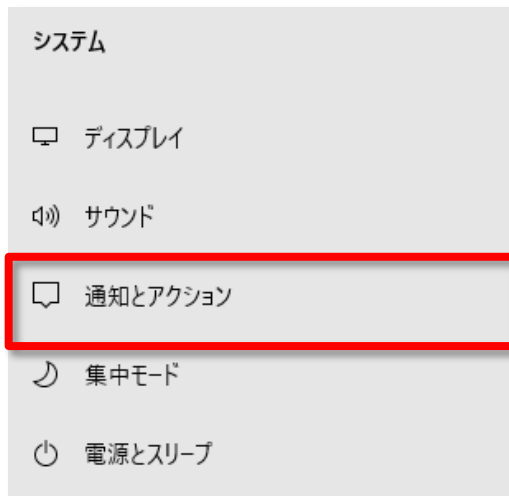 システム
ディスプレイ
サウンド
通知とアクション
集中モード
電源とスリープ